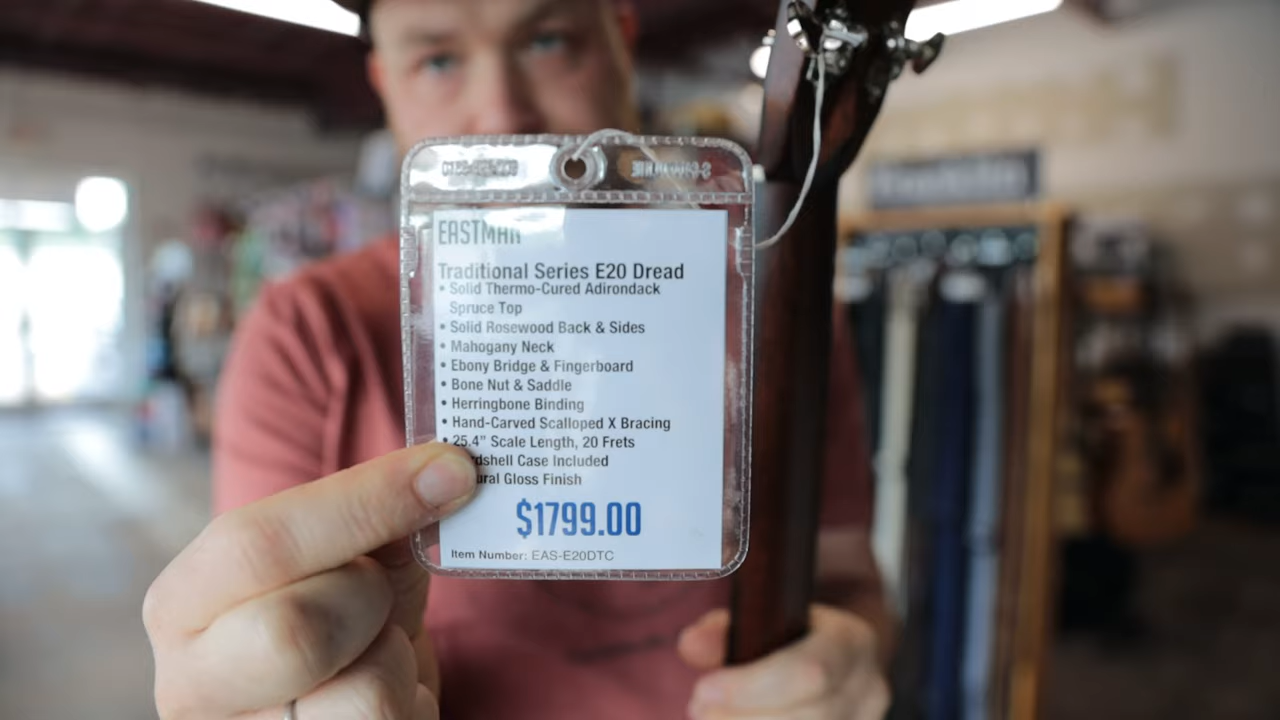 EASTMAN
Traditional Series E20 Dread
• Solid Thermo-Cured Adirondack
Spruce Top
• Solid Rosewood Back & Sides
• Mahogany Neck
• Ebony Bridge & Fingerboard
• Bone Nut & Saddle
• Herringbone Binding
• Hand-Carved Scalloped X Bracing
• 25.4" Scale Length, 20 Frets
Case Included
Gloss Finish
$1799.00
Item Number: EAS-E20DTC